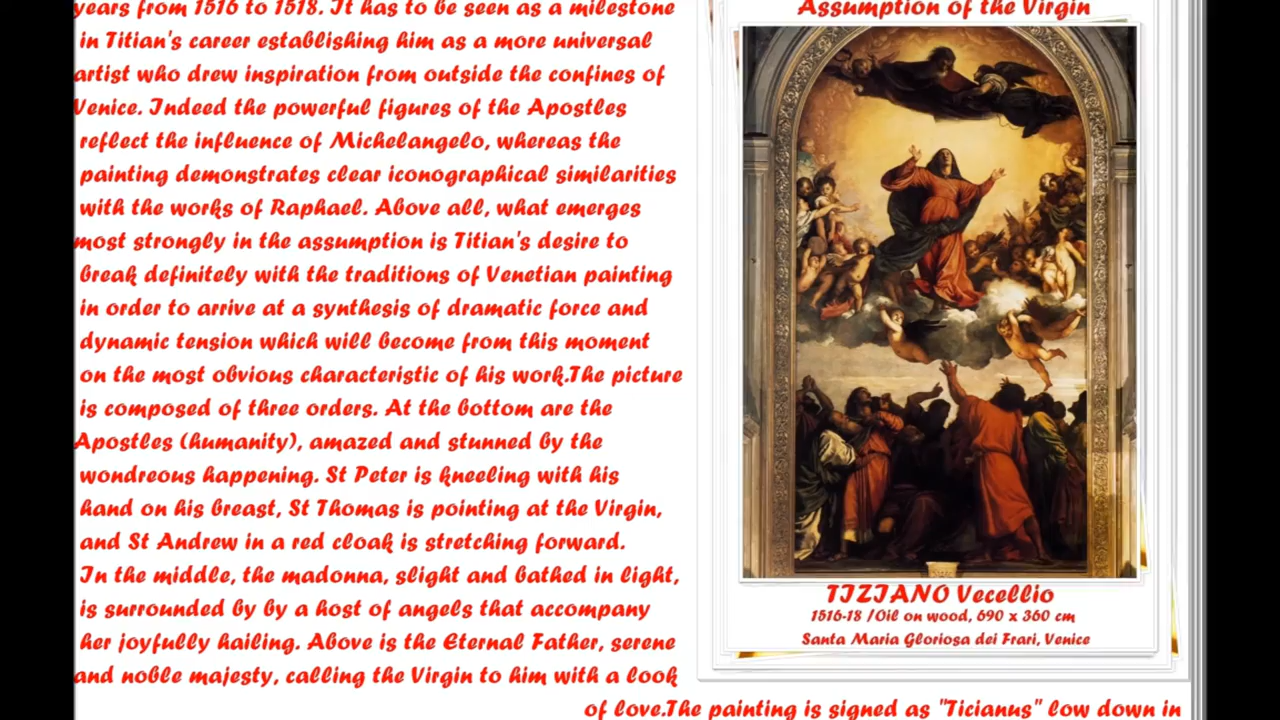 years from 1516 to 1518. It has to be seen as a milestone
in Titian's career establishing him as a more universal
artist who drew inspiration from outside the confines of
Venice. Indeed the powerful figures of the Apostles
reflect the influence of Michelangelo, whereas the
painting demonstrates clear iconographical similarities
with the works of Raphael. Above all, what emerges
most strongly in the assumption is Titian's desire to
break definitely with the traditions of Venetian painting
in order to arrive at a synthesis of dramatic force and
dynamic tension which will become from this moment
on the most obvious characteristic of his work.The picture
is composed of three orders. At the bottom are the
Apostles (humanity), amazed and stunned by the
wondreous happening. St Peter is kneeling with his
hand on his breast, St Thomas is pointing at the Virgin,
and St Andrew in a red cloak is stretching forward.
In the middle, the madonna, slight and bathed in light,
is surrounded by by a host of angels that accompany
her joyfully hailing. Above is the Eternal Father, serene
and noble majesty, calling the Virgin to him with a look
of love.The painting is signed as "Ticianus" low down in
Assumption of the Virgin
TIZIANO Vecellio
1516-18 /Oil on wood, 690 x 360 cm
Santa Maria Gloriosa dei Frari, Venice